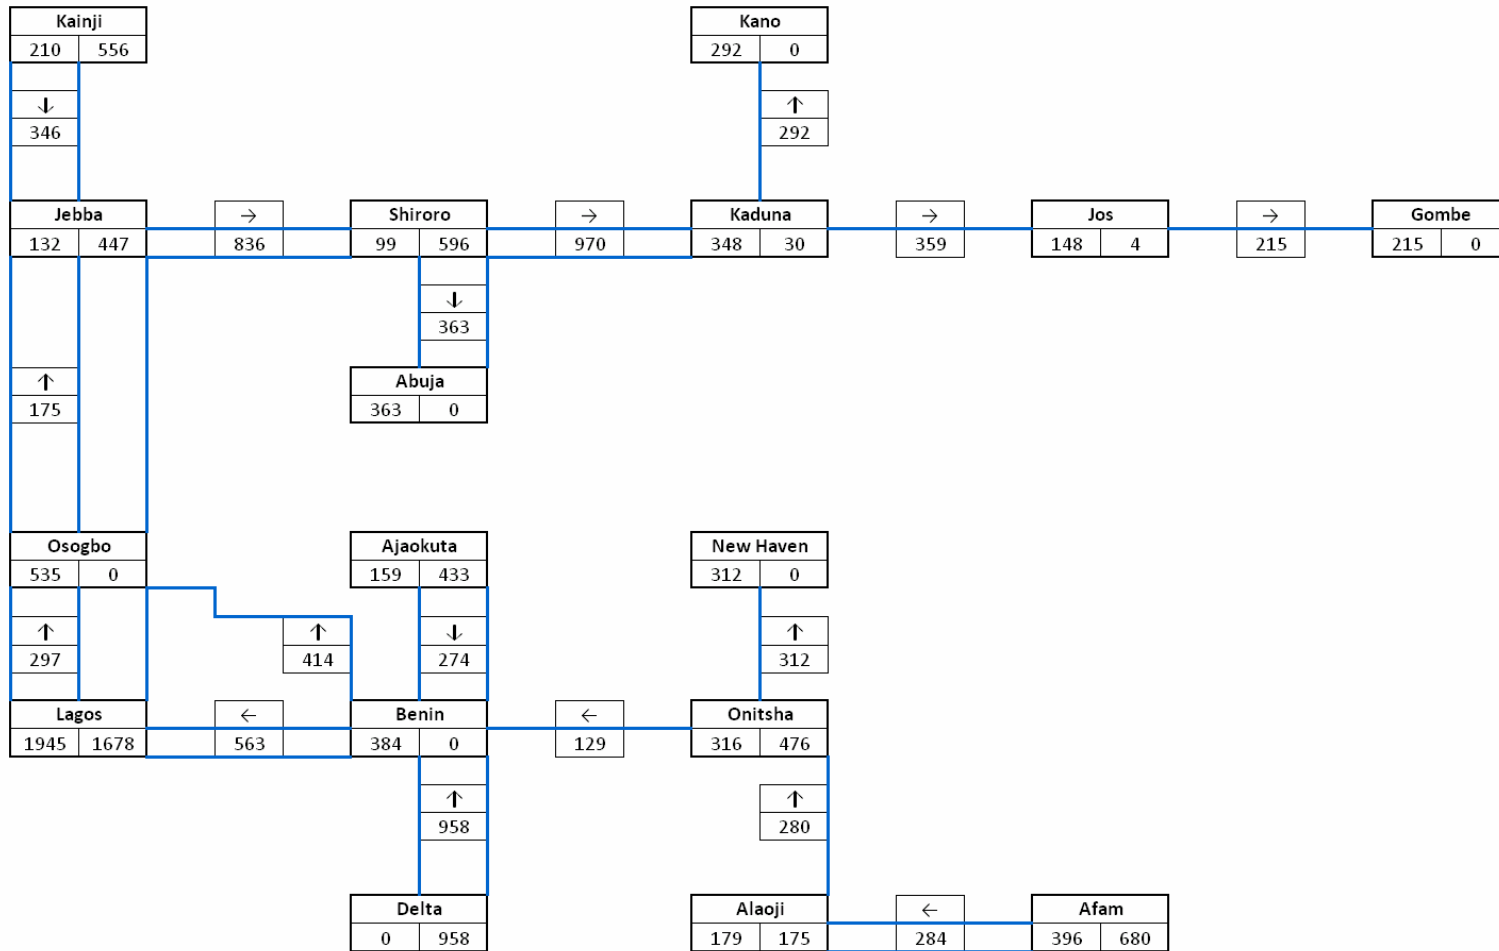 Kainji Kano
210 556 292 0
↓ ↑
346 292
Jebba → Shiroro → Kaduna → Jos → Gombe
132 447 836 99 596 970 348 30 359 148 4 215 215 0
↓
363
↑ Abuja
175 363 0
Osogbo Ajaokuta New Haven
535 0 159 433 312 0
↑ ↑ ↓ ↑
297 414 274 312
Lagos ← Benin ← Onitsha
1945 1678 563 384 0 129 316 476
↑ ↑
958 280
Delta Alaoji ← Afam
0 958 179 175 284 396 680